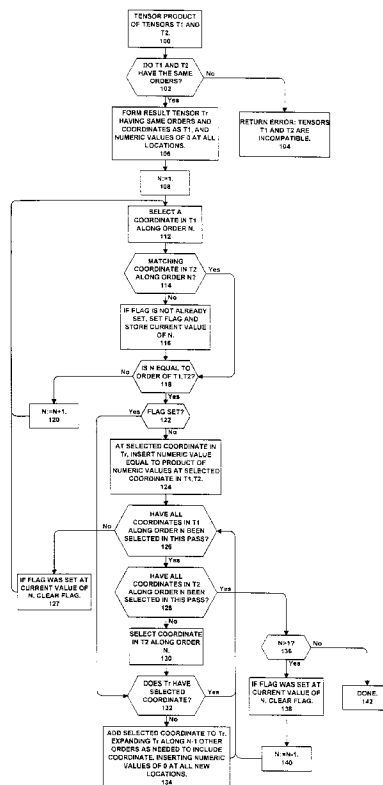 TENSOR PRODUCT
OF TENSORS T1 AND
T2.
100
DO T1 AND T2
HAVE THE SAME
ORDERS?
102
No
Yes
FORM RESULT TENSOR Tr
HAVING SAME ORDERS AND
COORDINATES AS T1, AND
NUMERIC VALUES OF 0 AT ALL
LOCATIONS.
106
RETURN ERROR: TENSORS
T1 AND T2 ARE
INCOMPATIBLE.
104
N:=1.
108
SELECT A
COORDINATE IN T1
ALONG ORDER N.
112
MATCHING
COORDINATE IN T2
ALONG ORDER N?
114
Yes
No
IF FLAG IS NOT ALREADY
SET, SET FLAG AND
STORE CURRENT VALUE
OF N.
116
IS N EQUAL TO
ORDER OF T1,T2?
118
No
Yes
N:=N+1.
120
Yes
FLAG SET?
122
No
AT SELECTED COORDINATE IN
Tr, INSERT NUMERIC VALUE
EQUAL TO PRODUCT OF
NUMERIC VALUES AT SELECTED
COORDINATE IN T1,T2.
124
No
HAVE ALL
COORDINATES IN T1
ALONG ORDER N BEEN
SELECTED IN THIS PASS?
126
Yes
IF FLAG WAS SET AT
CURRENT VALUE OF
N, CLEAR FLAG.
127
HAVE ALL
COORDINATES IN T2
ALONG ORDER N BEEN
SELECTED IN THIS PASS?
128
Yes
No
SELECT COORDINATE
IN T2 ALONG ORDER
N.
130
N>1?
136
No
Yes
DOES Tr HAVE
SELECTED
COORDINATE?
132
Yes
No
IF FLAG WAS SET AT
CURRENT VALUE OF
N, CLEAR FLAG.
138
DONE.
142
ADD SELECTED COORDINATE TO Tr,
EXPANDING Tr ALONG N-1 OTHER
ORDERS AS NEEDED TO INCLUDE
COORDINATE, INSERTING NUMERIC
VALUES OF 0 AT ALL NEW
LOCATIONS.
134
N:=N-1.
140